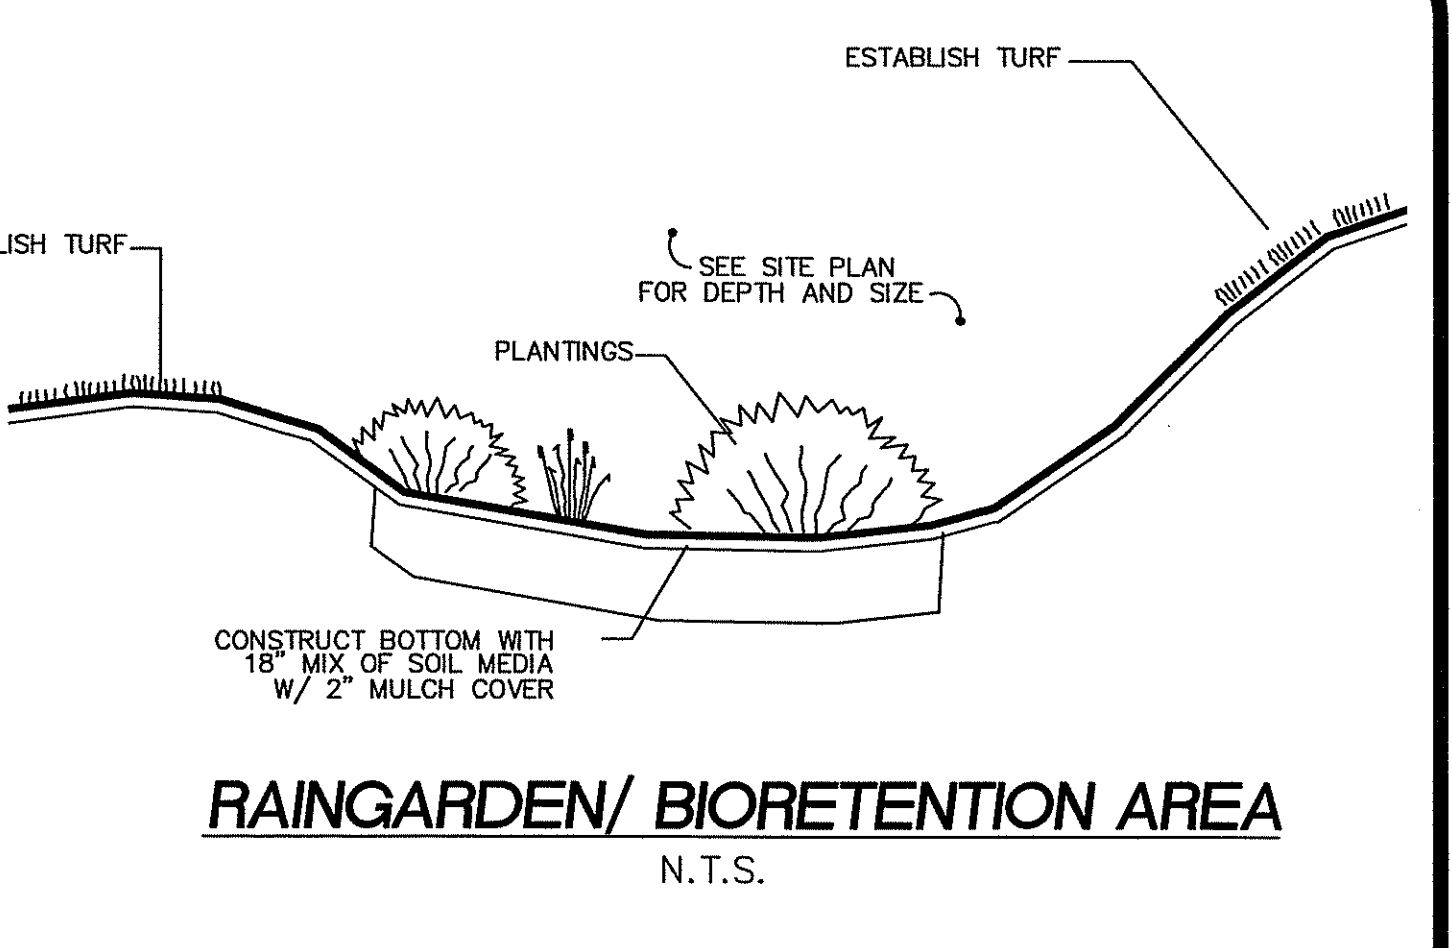 ESTABLISH TURF
LISH TURF
SEE SITE PLAN
FOR DEPTH AND SIZE
PLANTINGS
CONSTRUCT BOTTOM WITH
18" MIX OF SOIL MEDIA
W/ 2" MULCH COVER
RAINGARDEN/ BIORETENTION AREA
N.T.S.